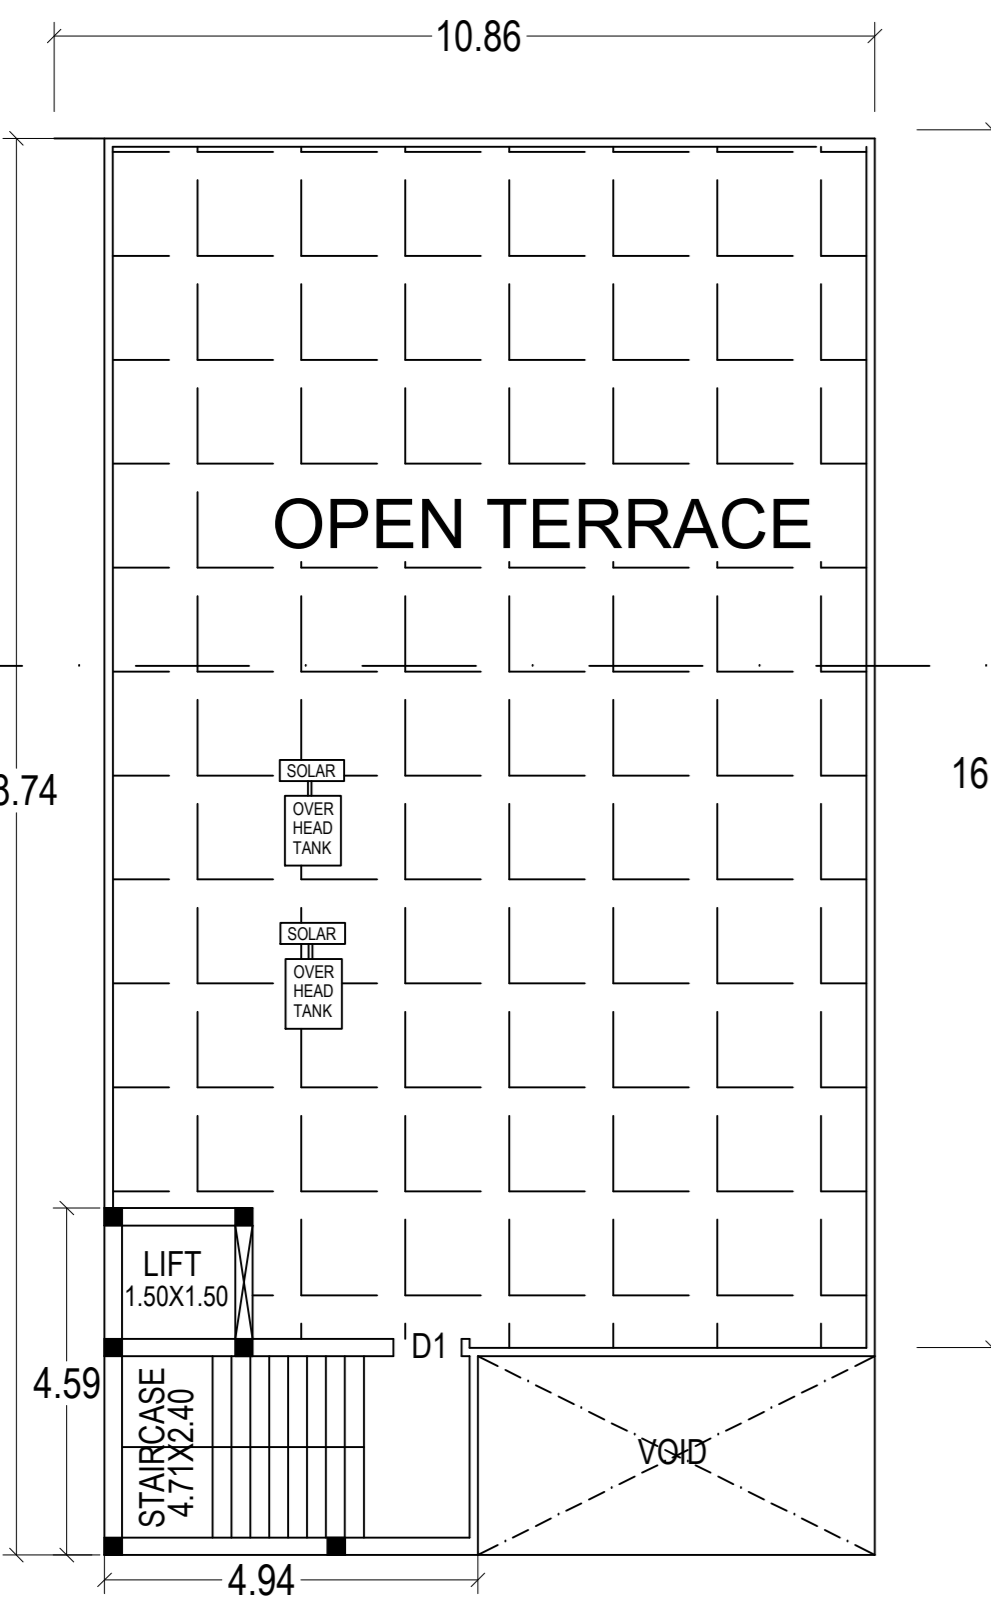 10.86
OPEN TERRACE
16
3.74
SOLAR
OVER
HEAD
TANK
SOLAR
OVER
HEAD
TANK
LIFT
1.50X1.50
D1
4.59
STAIRCASE
4.71X2.40
VOID
4.94